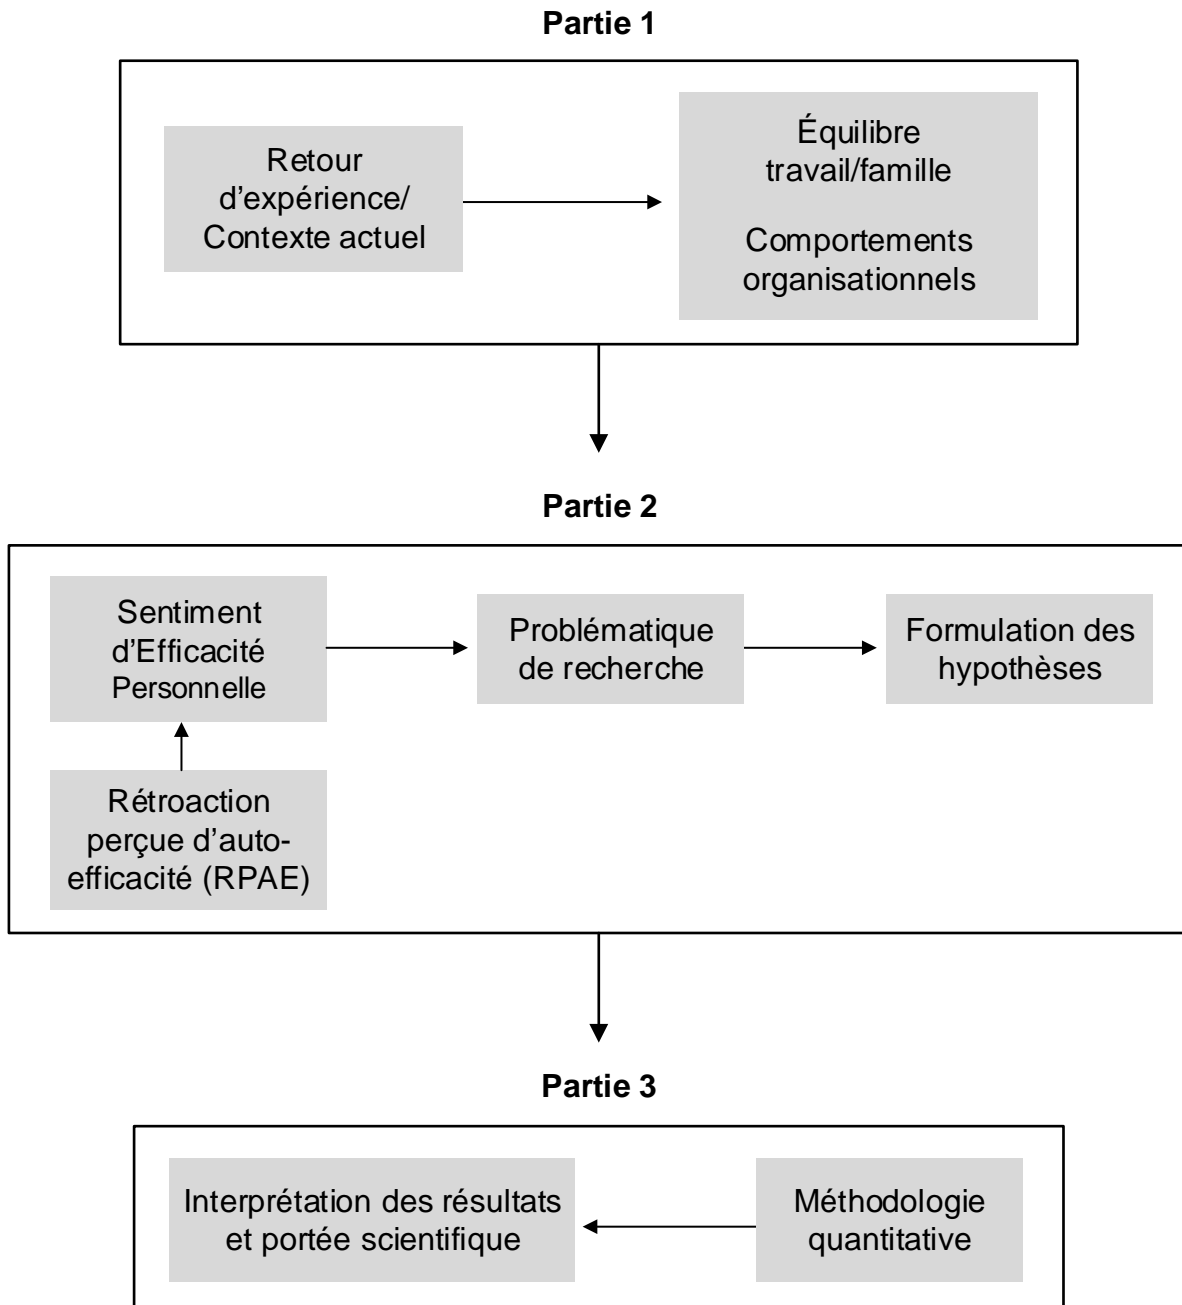 Partie 1
Retour
d’expérience/
Contexte actuel
Équilibre
travail/famille
Comportements
organisationnels
Partie 2
Sentiment
d’Efficacité
Personnelle
Problématique
de recherche
Formulation des
hypothèses
Rétroaction
perçue d’auto-
efficacité (RPAE)
Partie 3
Interprétation des résultats
et portée scientifique
Méthodologie
quantitative